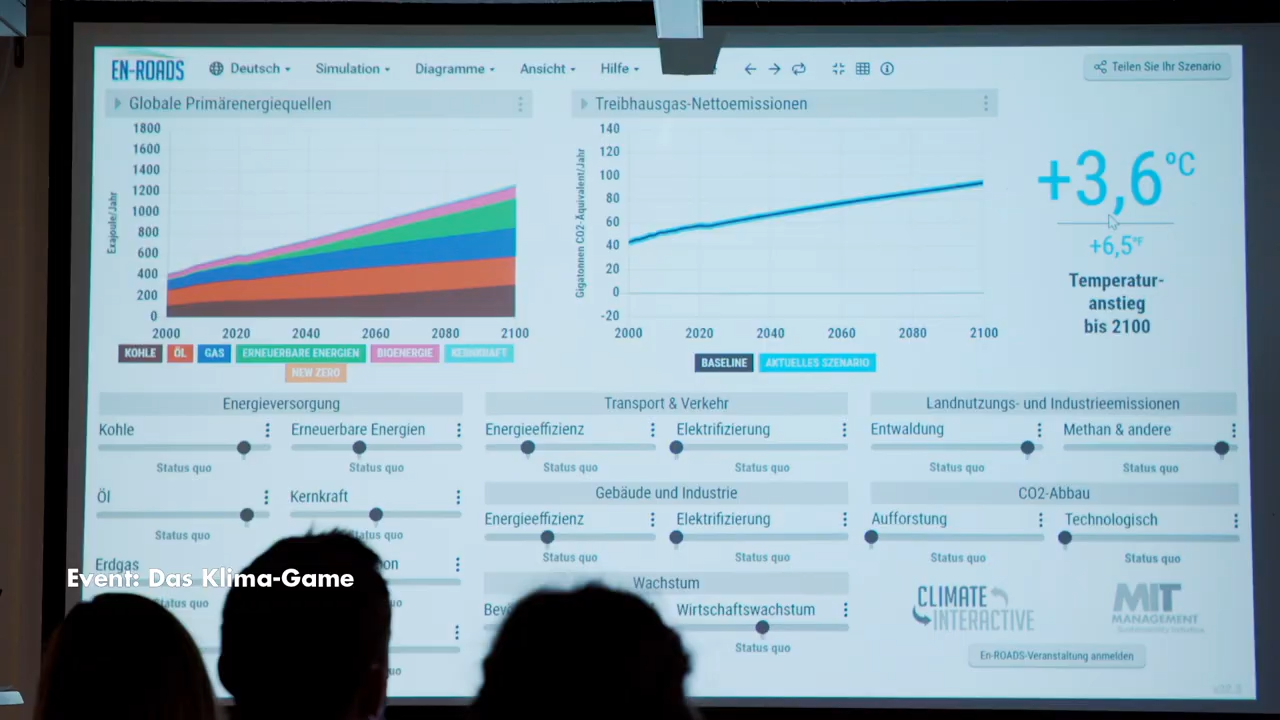 EN-ROADS
Deutsch
Simulation
Diagramme
Ansicht
Hilfe
Teilen Sie Ihr Szenario
Globale Primärenergiequellen
1800
1600
1400
1200
1000
800
600
400
200
0
Exajoule/Jahr
2000 2020 2040 2060 2080 2100
KOHLE ÖL GAS ERNEUERBARE ENERGIEN BIOENERGIE KERNKRAFT
NEW ZERO
Treibhausgas-Nettoemissionen
140
120
100
80
60
40
20
0
-20
Gigatonnen CO2-Äquivalent/Jahr
2000 2020 2040 2060 2080 2100
BASELINE AKTUELLES SZENARIO
+3,6 °C
+6,5 °F
Temperatur-
anstieg
bis 2100
Energieversorgung
Kohle
Status quo
Erneuerbare Energien
Status quo
Öl
Status quo
Kernkraft
Status quo
Erdgas
Status quo
Transport & Verkehr
Energieeffizienz
Status quo
Elektrifizierung
Status quo
Gebäude und Industrie
Energieeffizienz
Status quo
Elektrifizierung
Status quo
Wachstum
Wirtschaftswachstum
Status quo
Landnutzungs- und Industrieemissionen
Entwaldung
Status quo
Methan & andere
Status quo
CO2-Abbau
Aufforstung
Status quo
Technologisch
Status quo
CLIMATE
INTERACTIVE
MIT
MANAGEMENT
Sustainability Initiative
En-ROADS-Veranstaltung anmelden
Event: Das Klima-Game